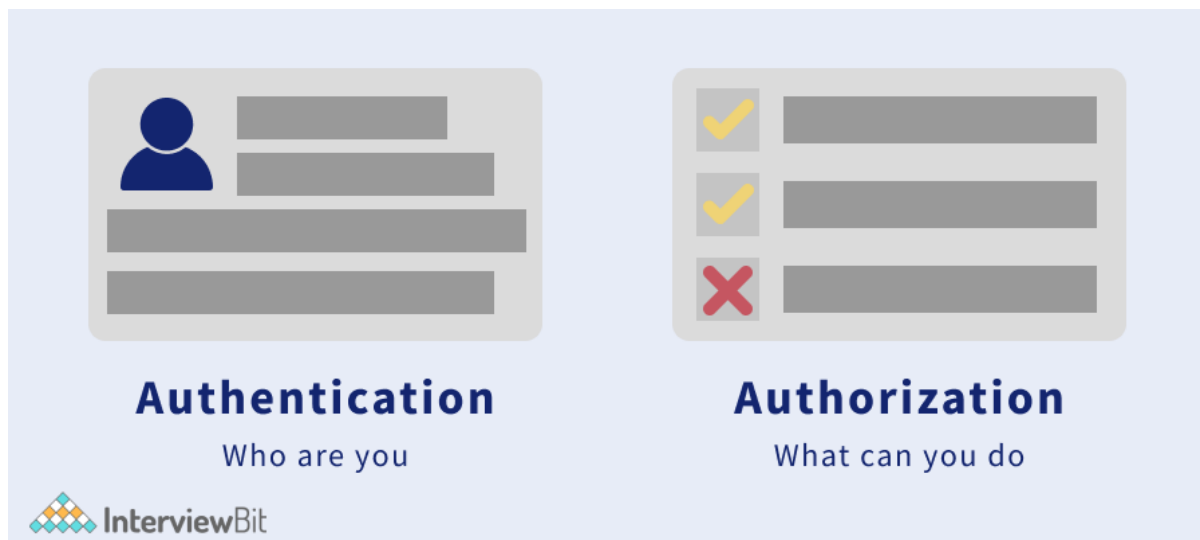 Authentication
Who are you
Authorization
What can you do
InterviewBit